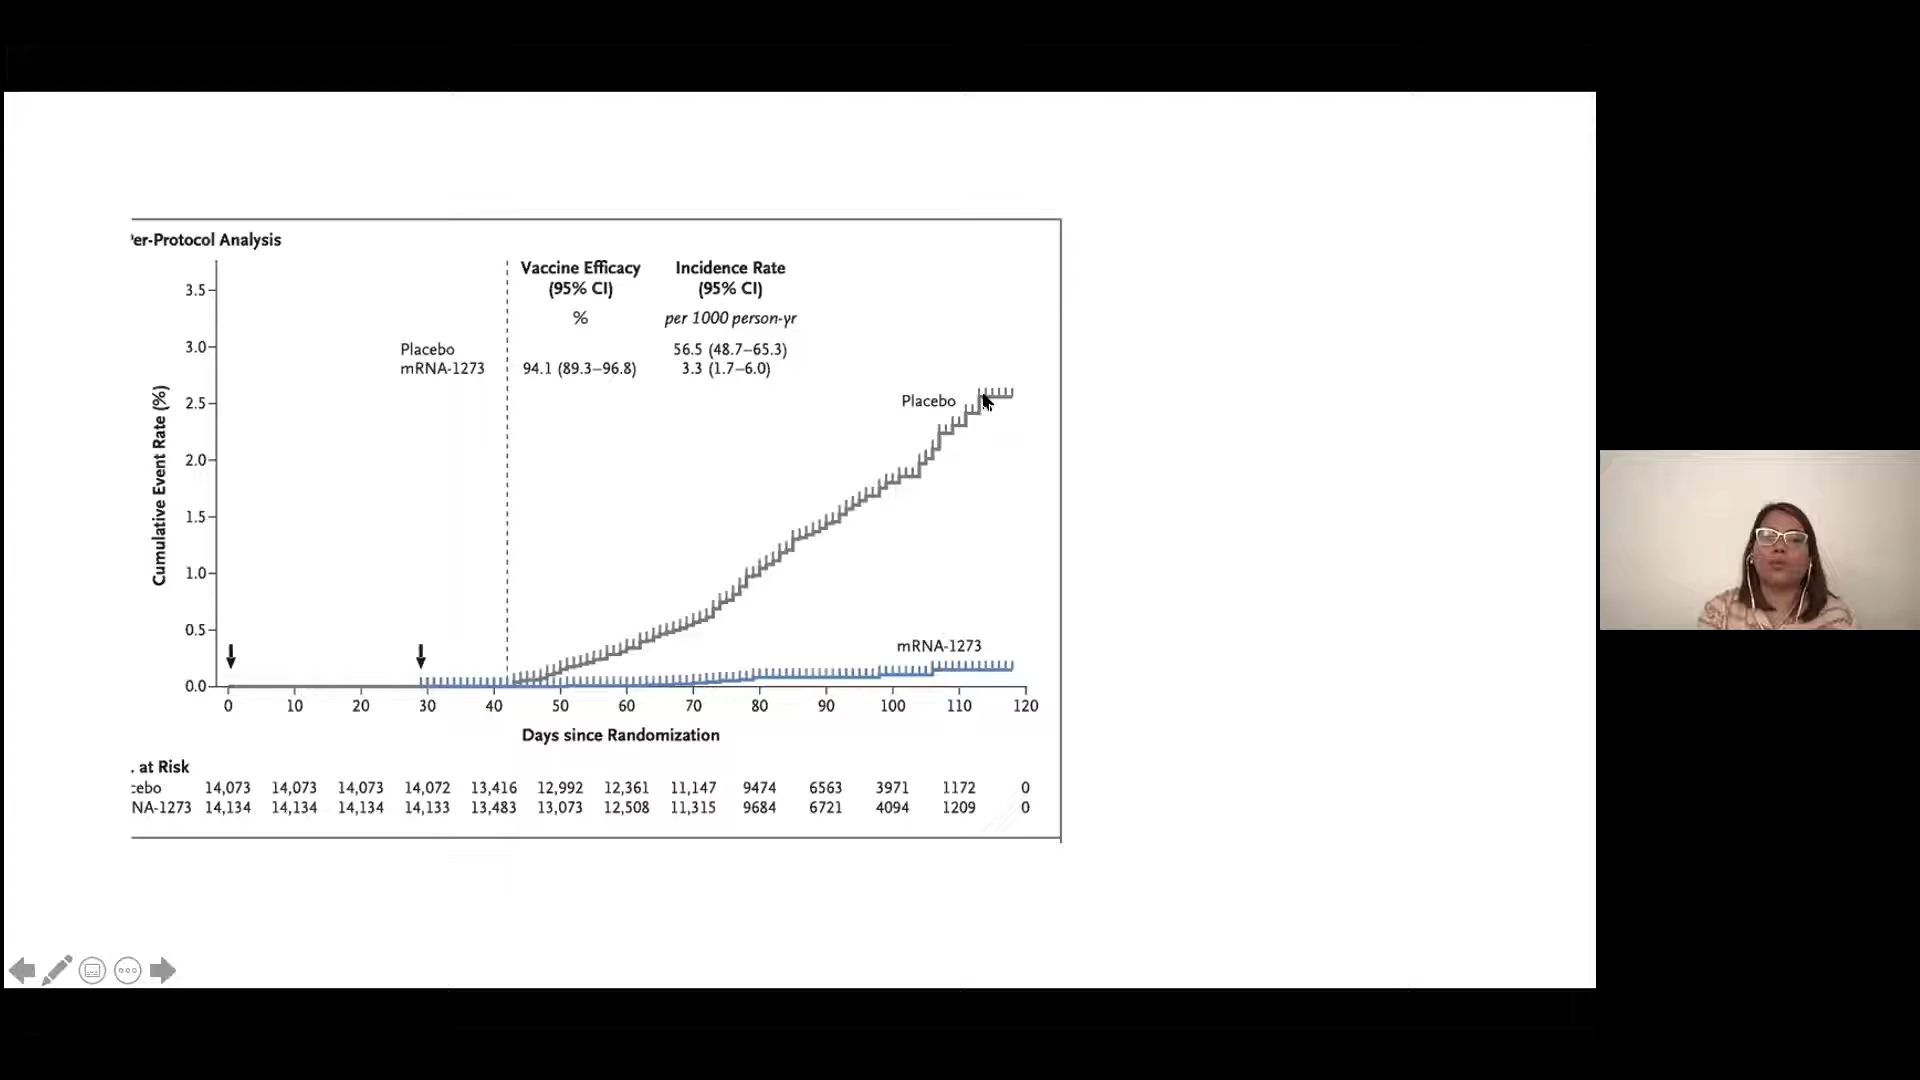 er-Protocol Analysis
Vaccine Efficacy (95% CI)
Incidence Rate (95% CI)
%
per 1000 person-yr
Placebo 56.5 (48.7–65.3)
mRNA-1273 94.1 (89.3–96.8) 3.3 (1.7–6.0)
Cumulative Event Rate (%)
3.5
3.0
2.5
2.0
1.5
1.0
0.5
0.0
Placebo
mRNA-1273
0 10 20 30 40 50 60 70 80 90 100 110 120
Days since Randomization
. at Risk
cebo 14,073 14,073 14,073 14,072 13,416 12,992 12,361 11,147 9474 6563 3971 1172 0
NA-1273 14,134 14,134 14,134 14,133 13,483 13,073 12,508 11,315 9684 6721 4094 1209 0